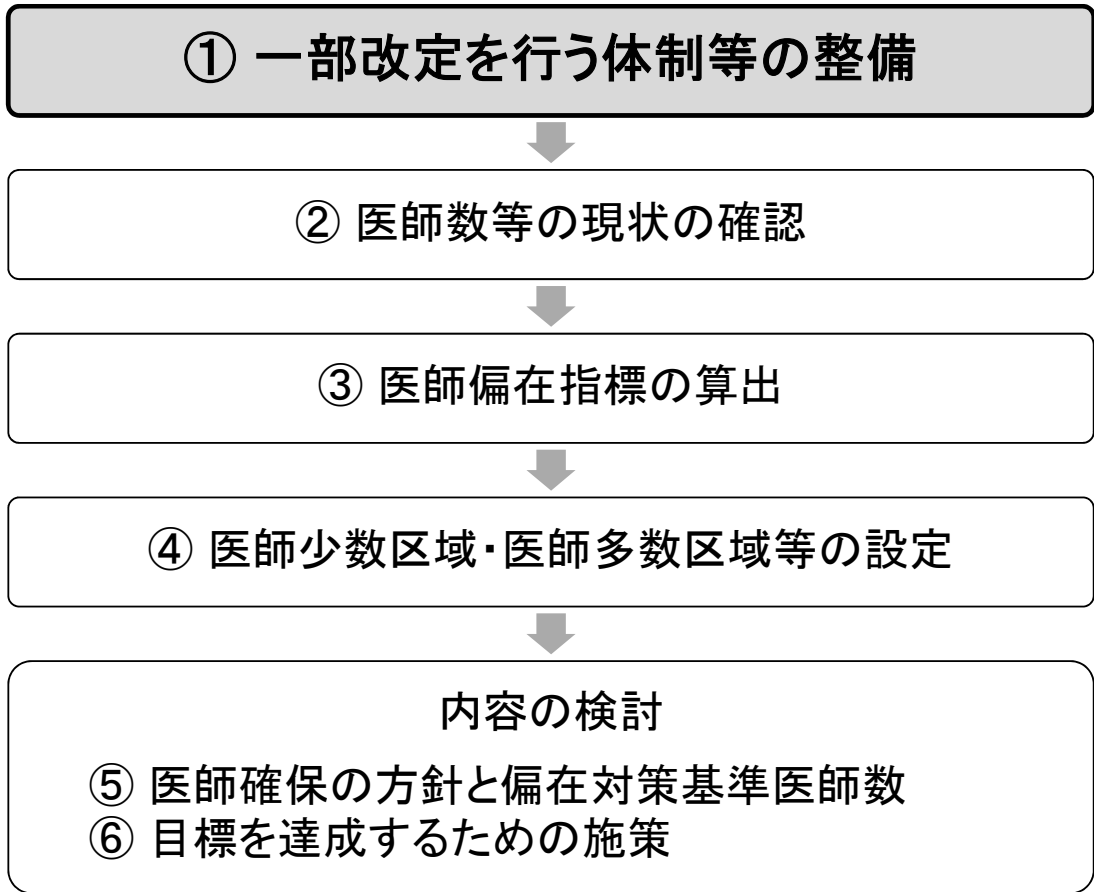 ① 一部改定を行う体制等の整備
② 医師数等の現状の確認
③ 医師偏在指標の算出
④ 医師少数区域・医師多数区域等の設定
内容の検討
⑤ 医師確保の方針と偏在対策基準医師数
⑥ 目標を達成するための施策